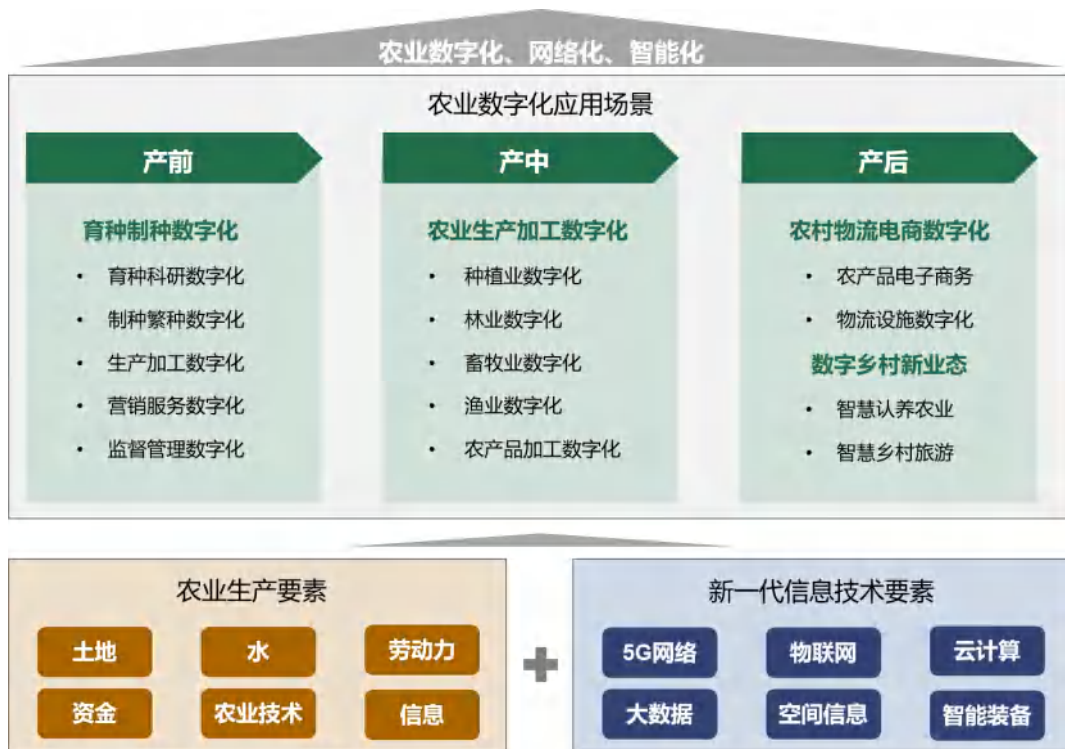 农业数字化、网络化、智能化
农业数字化应用场景
产前
育种制种数字化
• 育种科研数字化
• 制种繁种数字化
• 生产加工数字化
• 营销服务数字化
• 监督管理数字化
产中
农业生产加工数字化
• 种植业数字化
• 林业数字化
• 畜牧业数字化
• 渔业数字化
• 农产品加工数字化
产后
农村物流电商数字化
• 农产品电子商务
• 物流设施数字化
数字乡村新业态
• 智慧认养农业
• 智慧乡村旅游
农业生产要素
土地
水
劳动力
资金
农业技术
信息
新一代信息技术要素
5G网络
物联网
云计算
大数据
空间信息
智能装备